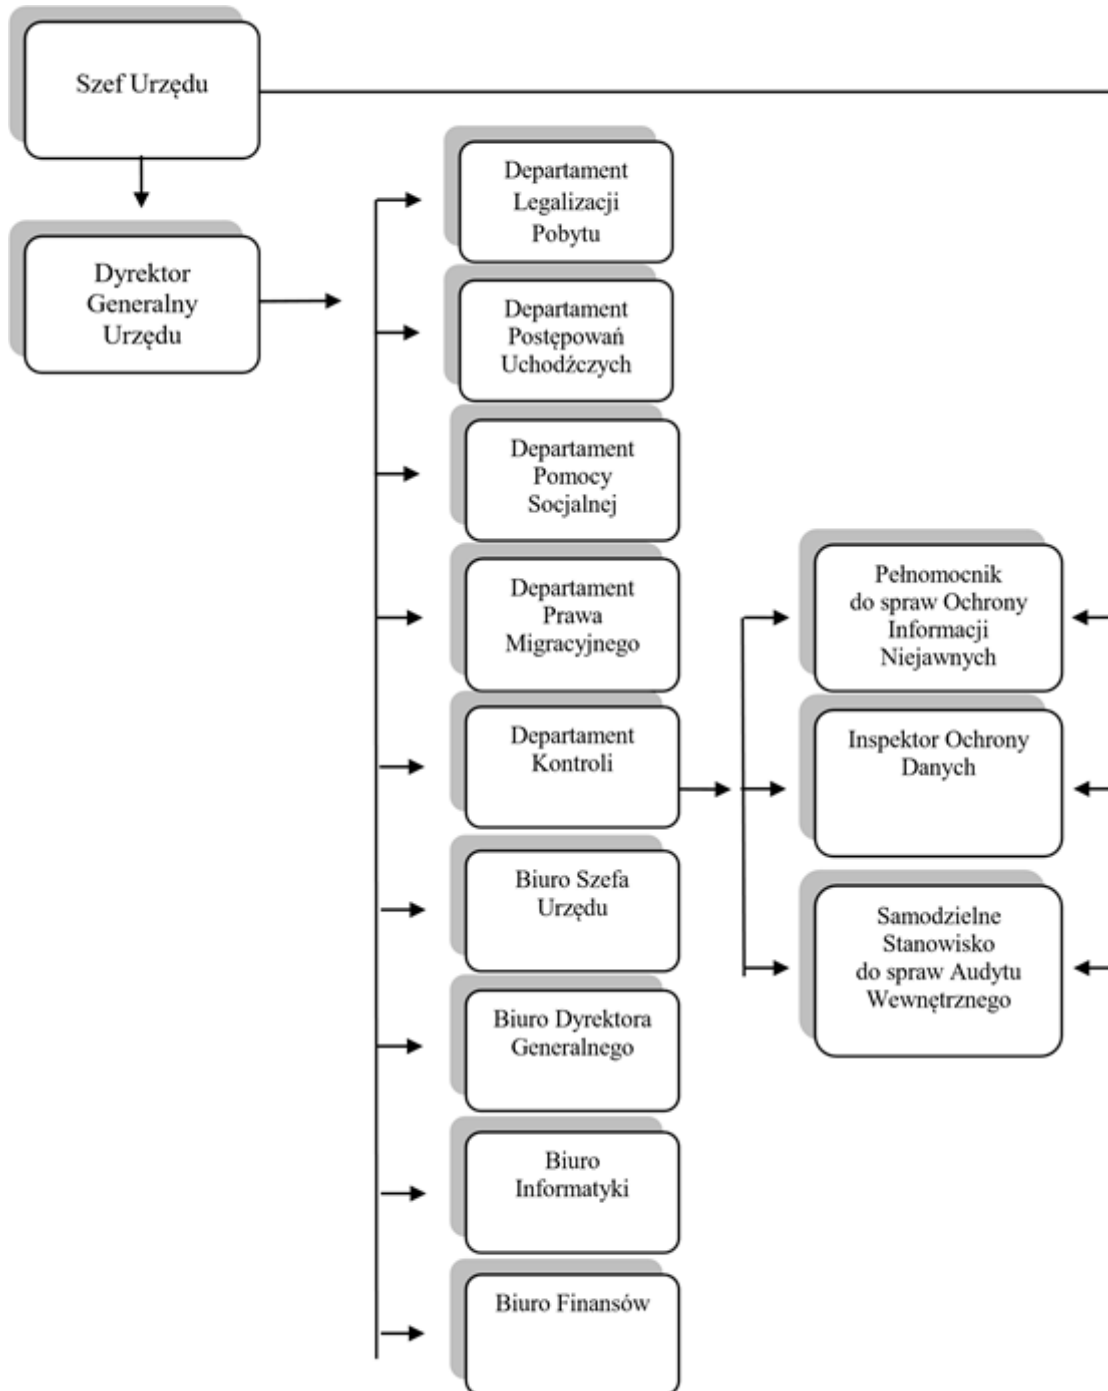 Szef Urzędu
Dyrektor
Generalny
Urzędu
Departament
Legalizacji
Pobytu
Departament
Postępowań
Uchodźczych
Departament
Pomocy
Socjalnej
Departament
Prawa
Migracyjnego
Departament
Kontroli
Biuro Szefa
Urzędu
Biuro Dyrektora
Generalnego
Biuro
Informatyki
Biuro Finansów
Pełnomocnik
do spraw Ochrony
Informacji
Niejawnych
Inspektor Ochrony
Danych
Samodzielne
Stanowisko
do spraw Audytu
Wewnętrznego